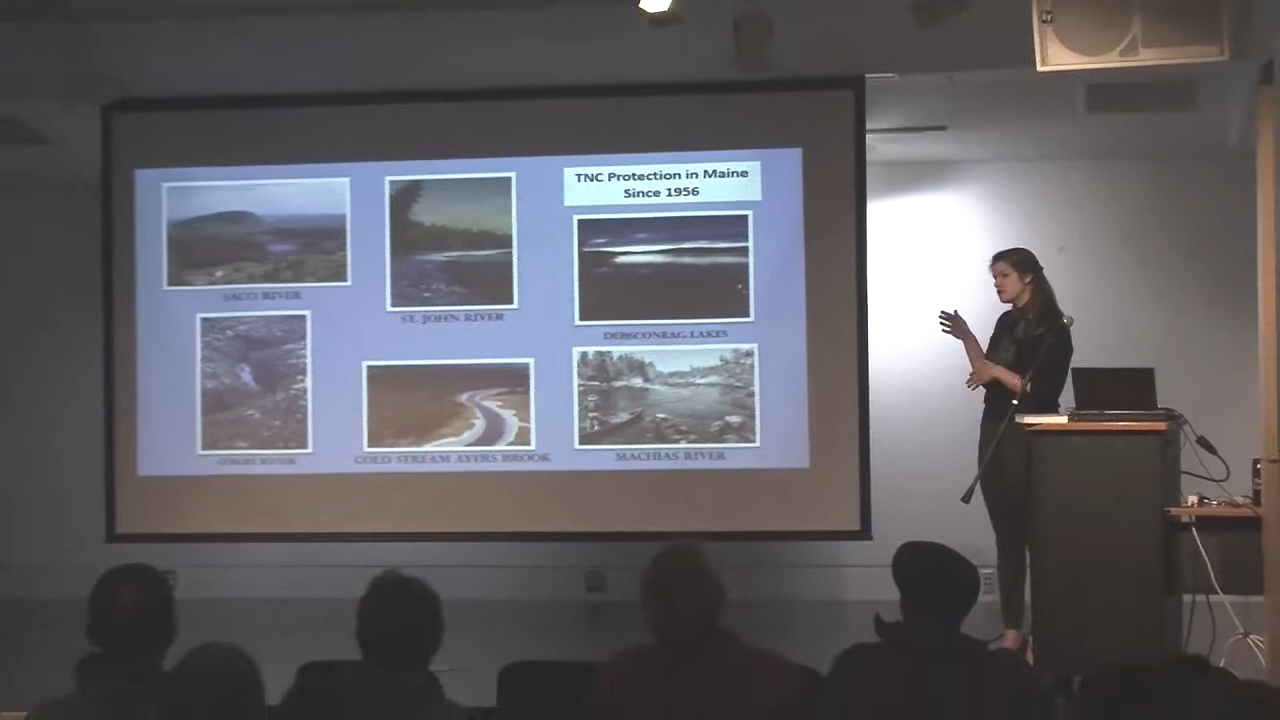 TNC Protection in Maine
Since 1956
SACO RIVER
ST. JOHN RIVER
DEBSCONEAG LAKES
RIVER
COLD STREAM AYERS BROOK
MACHIAS RIVER